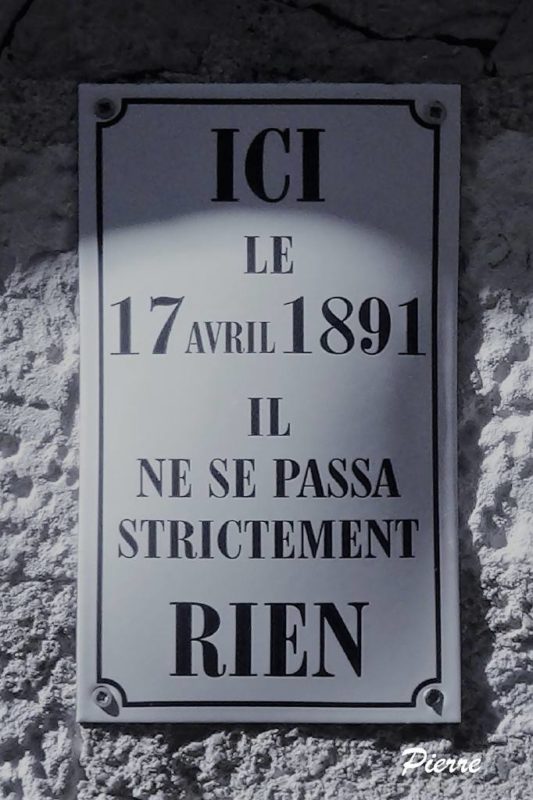 ICI
LE
17 AVRIL 1891
IL
NE SE PASSA
STRICTEMENT
RIEN
Pierre